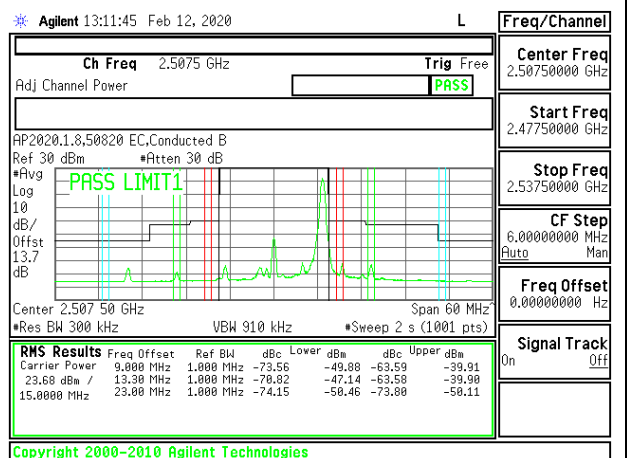 Agilent 13:11:45 Feb 12, 2020 L Freq/Channel
Ch Freq 2.5075 GHz Trig Free
Adj Channel Power PASS
AP2020.1.8,50820 EC,Conducted B
Ref 30 dBm #Atten 30 dB
#Avg
Log
10
dB/
Offst
13.7
dB
PASS LIMIT1
Center 2.507 50 GHz Span 60 MHz^
#Res BW 300 kHz VBW 910 kHz #Sweep 2 s (1001 pts)
RMS Results Freq Offset Ref BW dBc Lower dBm dBc Upper dBm
Carrier Power 9.000 MHz 1.000 MHz -73.56 -49.88 -63.59 -39.91
23.68 dBm / 13.30 MHz 1.000 MHz -70.82 -47.14 -63.58 -39.90
15.0000 MHz 23.00 MHz 1.000 MHz -74.15 -50.46 -73.80 -50.11
Center Freq
2.50750000 GHz
Start Freq
2.47750000 GHz
Stop Freq
2.53750000 GHz
CF Step
6.00000000 MHz
Auto Man
Freq Offset
0.00000000 Hz
Signal Track
On Off
Copyright 2000-2010 Agilent Technologies